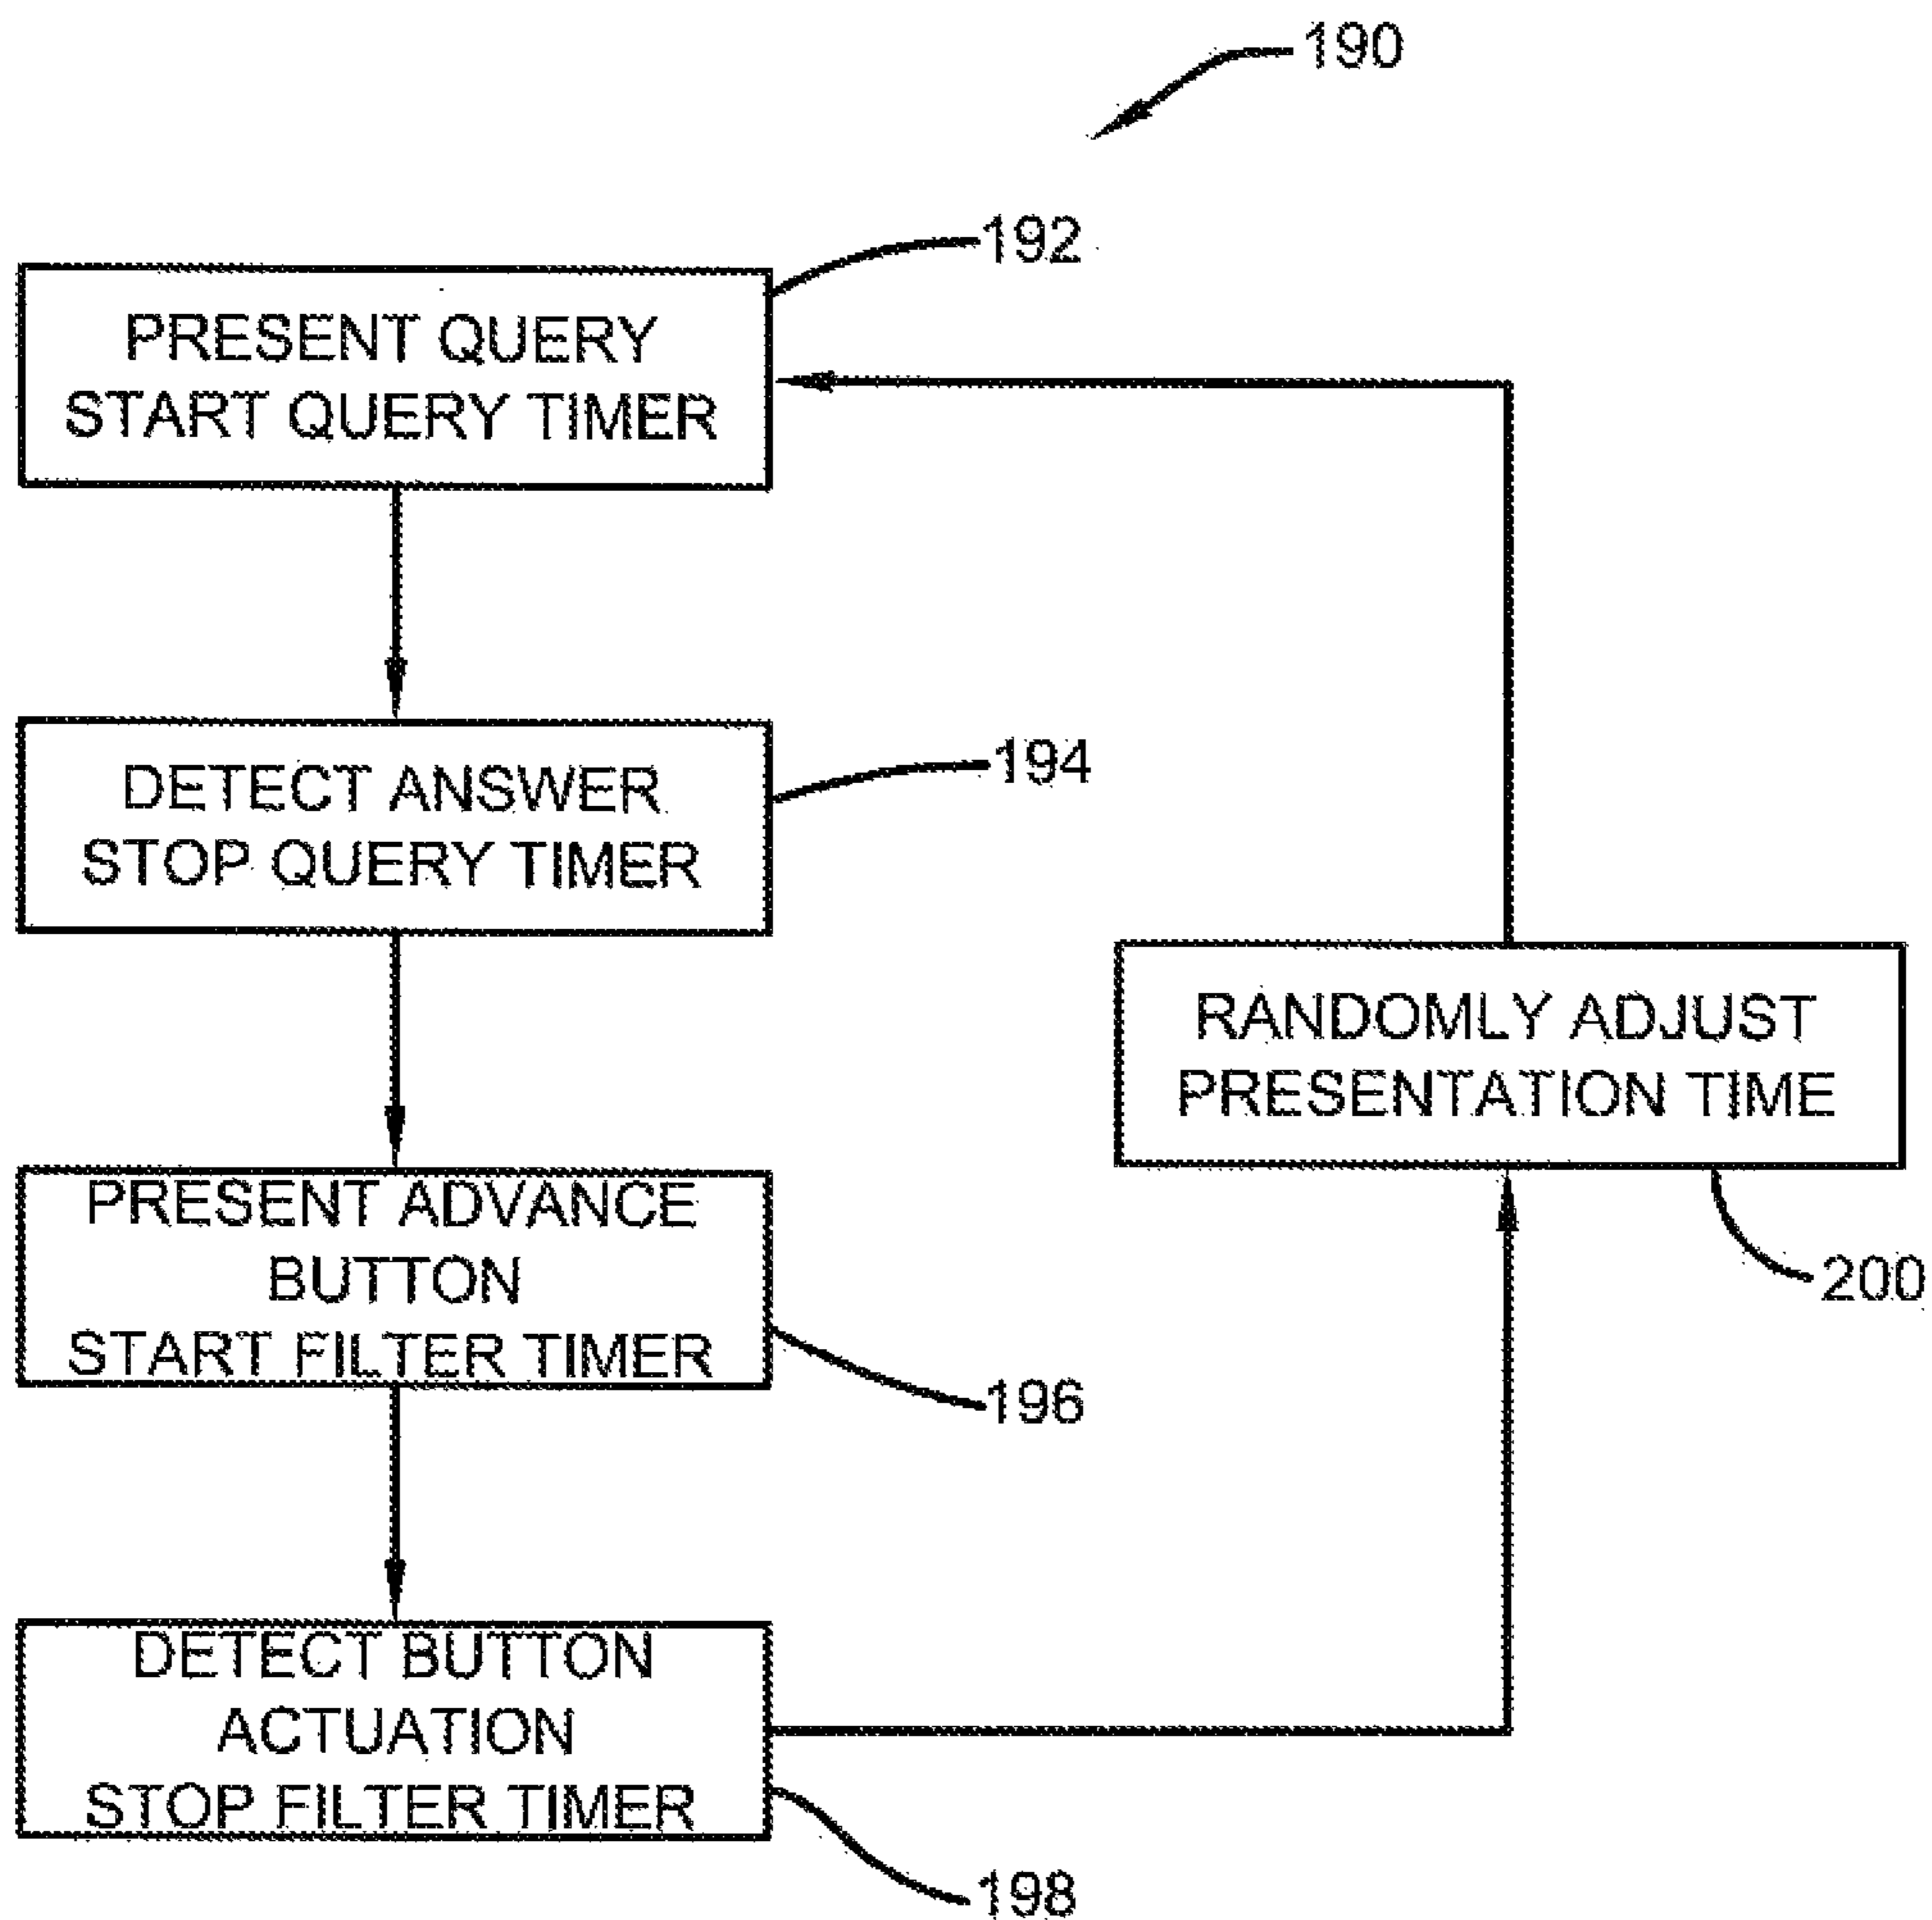 190
192
PRESENT QUERY
START QUERY TIMER
194
DETECT ANSWER
STOP QUERY TIMER
RANDOMLY ADJUST
PRESENTATION TIME
200
PRESENT ADVANCE
BUTTON
START FILTER TIMER
196
DETECT BUTTON
ACTUATION
STOP FILTER TIMER
198